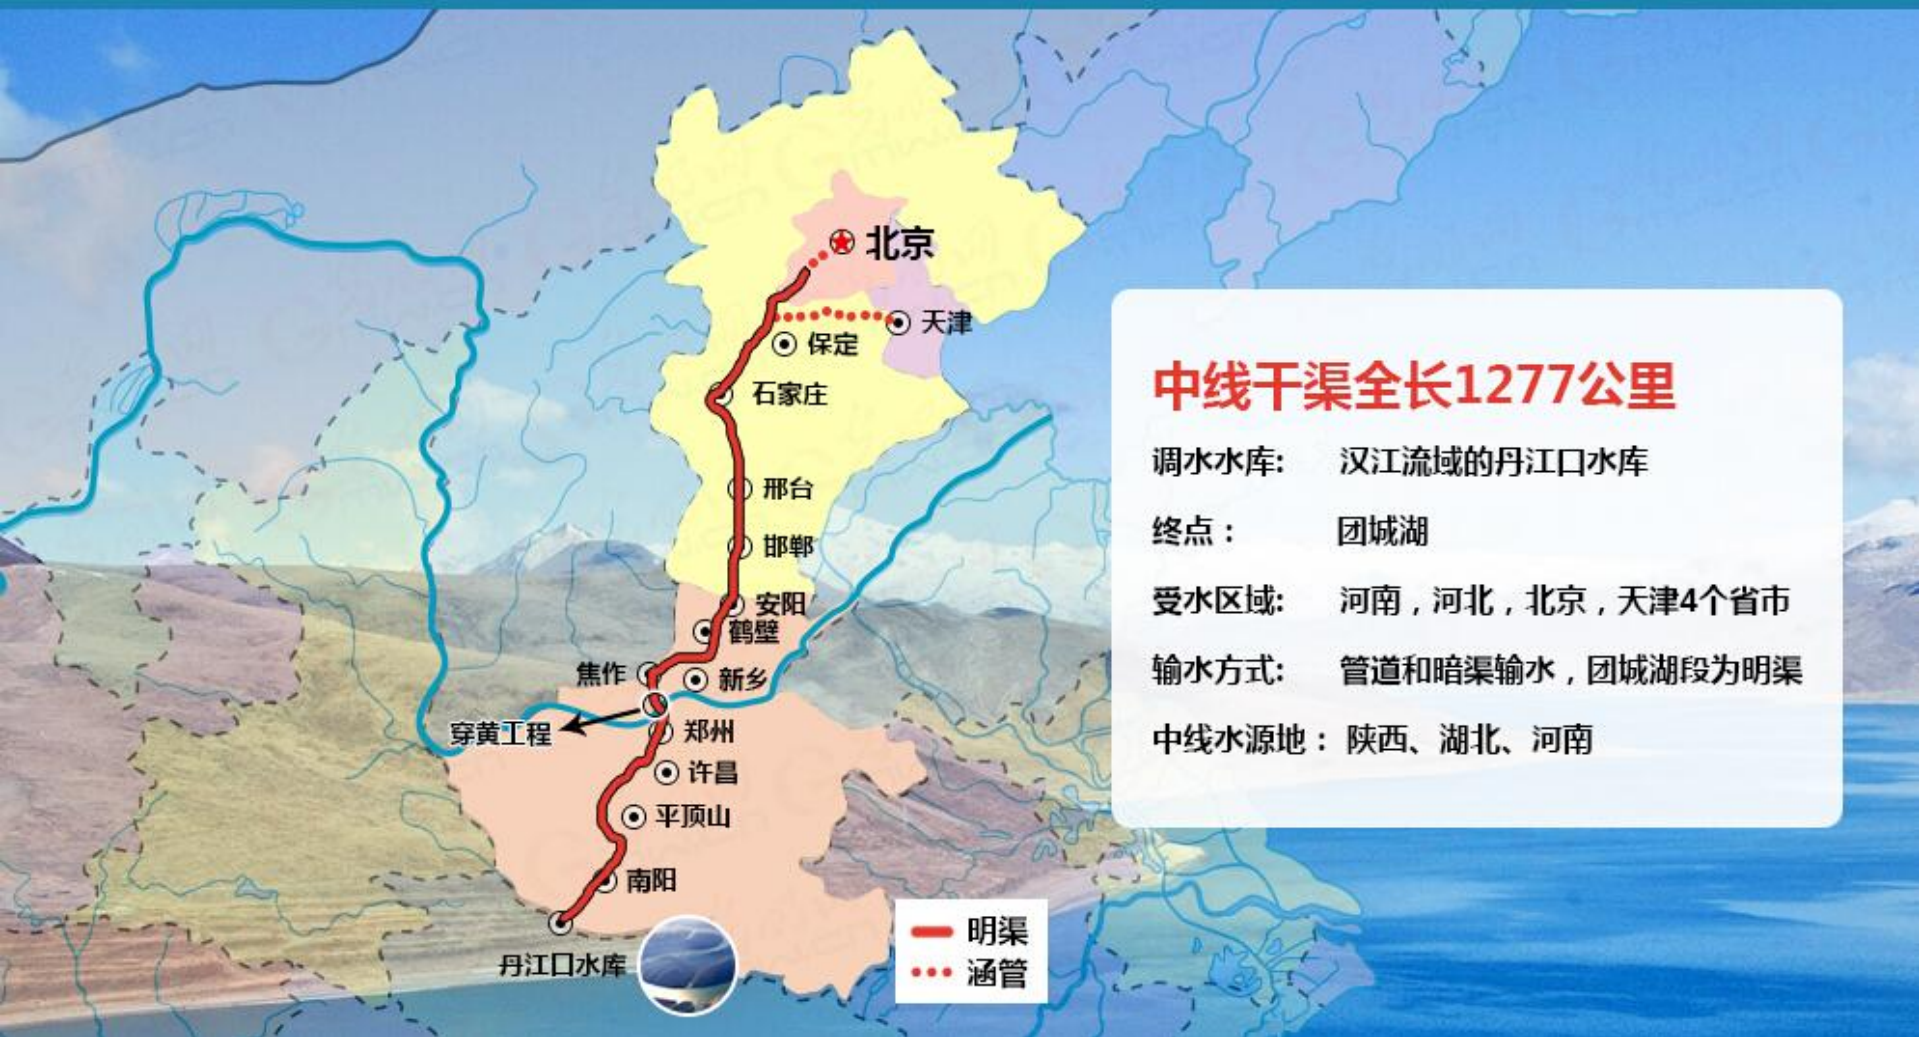 北京
天津
保定
石家庄
邢台
邯郸
安阳
鹤壁
焦作
新乡
穿黄工程
郑州
许昌
平顶山
南阳
丹江口水库
明渠
涵管
中线干渠全长1277公里
调水水库: 汉江流域的丹江口水库
终点: 团城湖
受水区域: 河南,河北,北京,天津4个省市
输水方式: 管道和暗渠输水,团城湖段为明渠
中线水源地: 陕西、湖北、河南